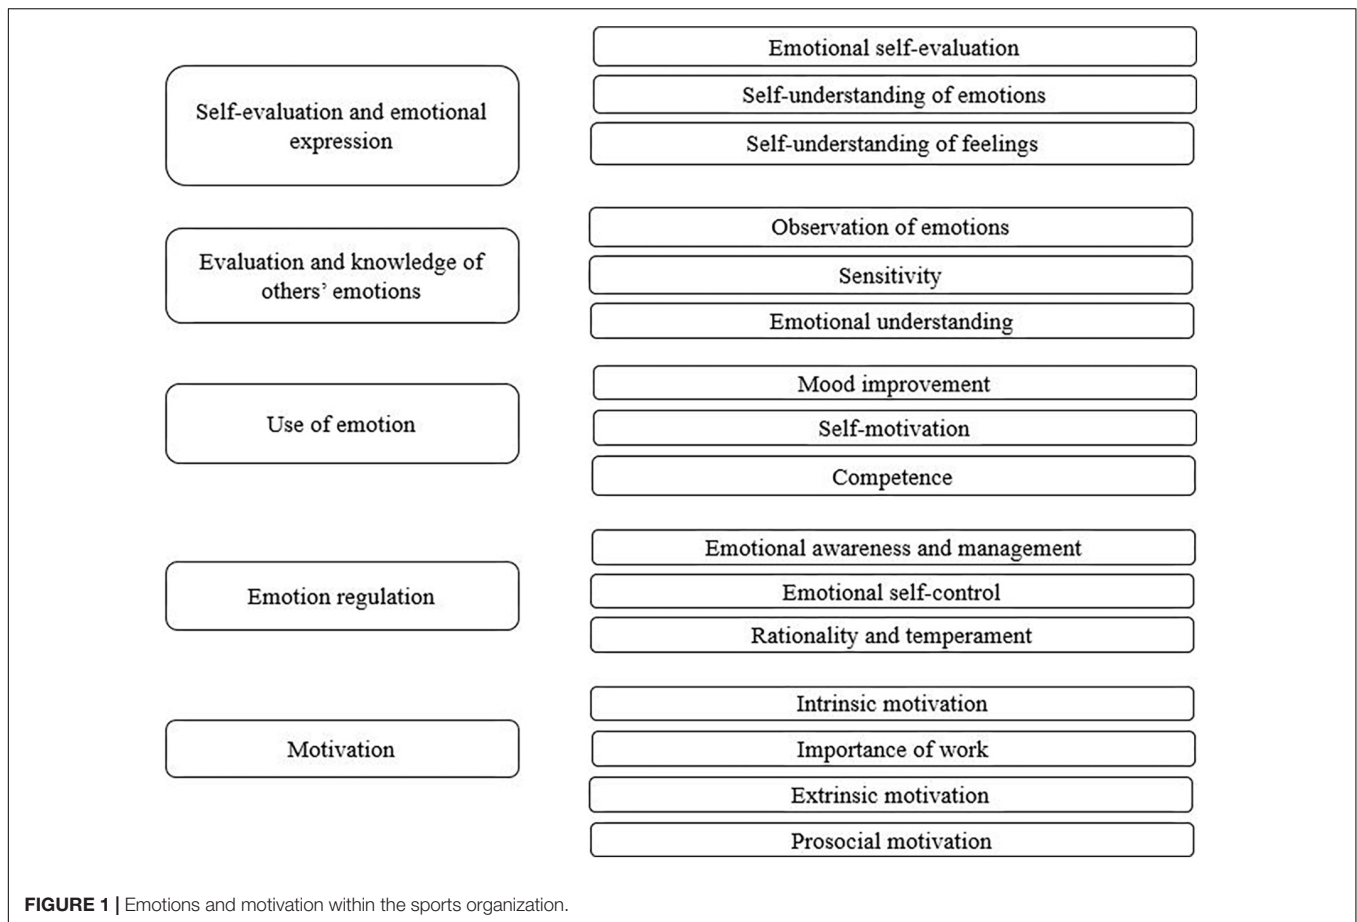 Self-evaluation and emotional
expression
Emotional self-evaluation
Self-understanding of emotions
Self-understanding of feelings
Evaluation and knowledge of
others’ emotions
Observation of emotions
Sensitivity
Emotional understanding
Use of emotion
Mood improvement
Self-motivation
Competence
Emotion regulation
Emotional awareness and management
Emotional self-control
Rationality and temperament
Motivation
Intrinsic motivation
Importance of work
Extrinsic motivation
Prosocial motivation
FIGURE 1 | Emotions and motivation within the sports organization.